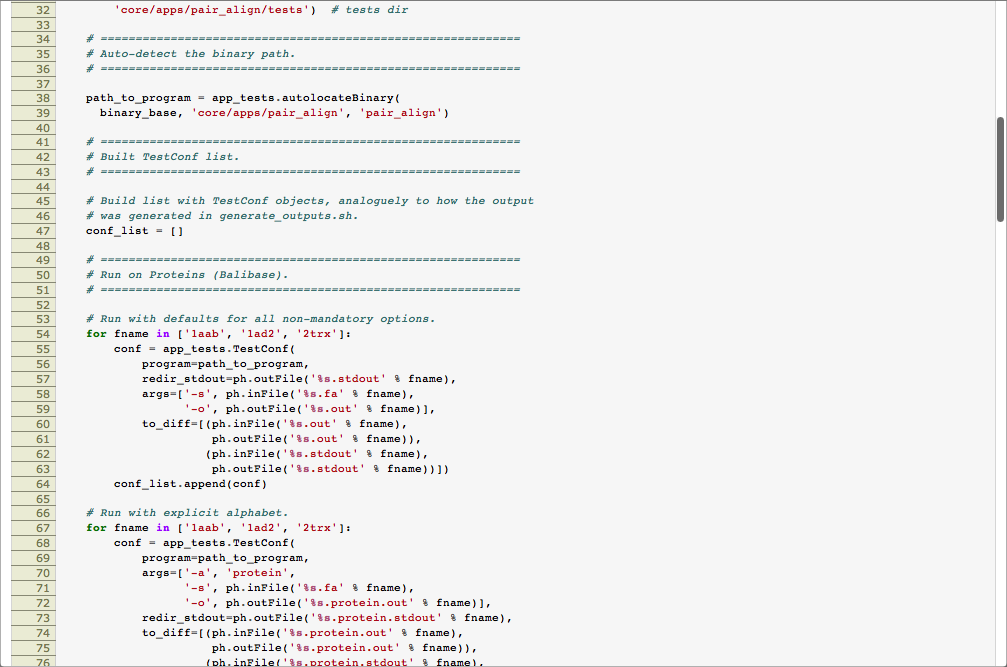 32 'core/apps/pair_align/tests') # tests dir
33
34 # ============================================================
35 # Auto-detect the binary path.
36 # ============================================================
37
38 path_to_program = app_tests.autolocateBinary(
39 binary_base, 'core/apps/pair_align', 'pair_align')
40
41 # ============================================================
42 # Built TestConf list.
43 # ============================================================
44
45 # Build list with TestConf objects, analoguely to how the output
46 # was generated in generate_outputs.sh.
47 conf_list = []
48
49 # ============================================================
50 # Run on Proteins (Balibase).
51 # ============================================================
52
53 # Run with defaults for all non-mandatory options.
54 for fname in ['1aab', '1ad2', '2trx']:
55 conf = app_tests.TestConf(
56 program=path_to_program,
57 redir_stdout=ph.outFile('%s.stdout' % fname),
58 args=['-s', ph.inFile('%s.fa' % fname),
59 '-o', ph.outFile('%s.out' % fname)],
60 to_diff=[(ph.inFile('%s.out' % fname),
61 ph.outFile('%s.out' % fname)),
62 (ph.inFile('%s.stdout' % fname),
63 ph.outFile('%s.stdout' % fname))])
64 conf_list.append(conf)
65
66 # Run with explicit alphabet.
67 for fname in ['1aab', '1ad2', '2trx']:
68 conf = app_tests.TestConf(
69 program=path_to_program,
70 args=['-a', 'protein',
71 '-s', ph.inFile('%s.fa' % fname),
72 '-o', ph.outFile('%s.protein.out' % fname)],
73 redir_stdout=ph.outFile('%s.protein.stdout' % fname),
74 to_diff=[(ph.inFile('%s.protein.out' % fname),
75 ph.outFile('%s.protein.out' % fname)),
76 (ph.inFile('%s.protein.stdout' % fname),